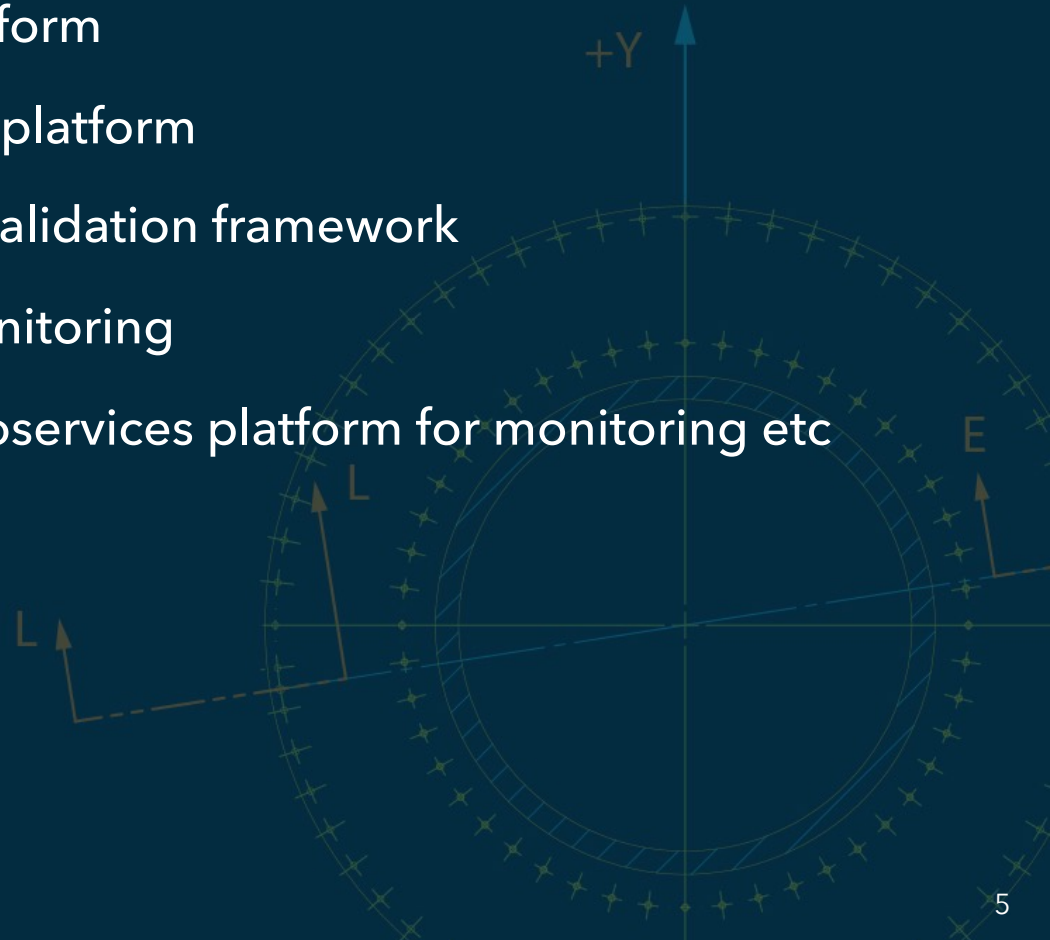 form
platform
alidation framework
nitoring
oservices platform for monitoring etc
+Y
E
L
L
5